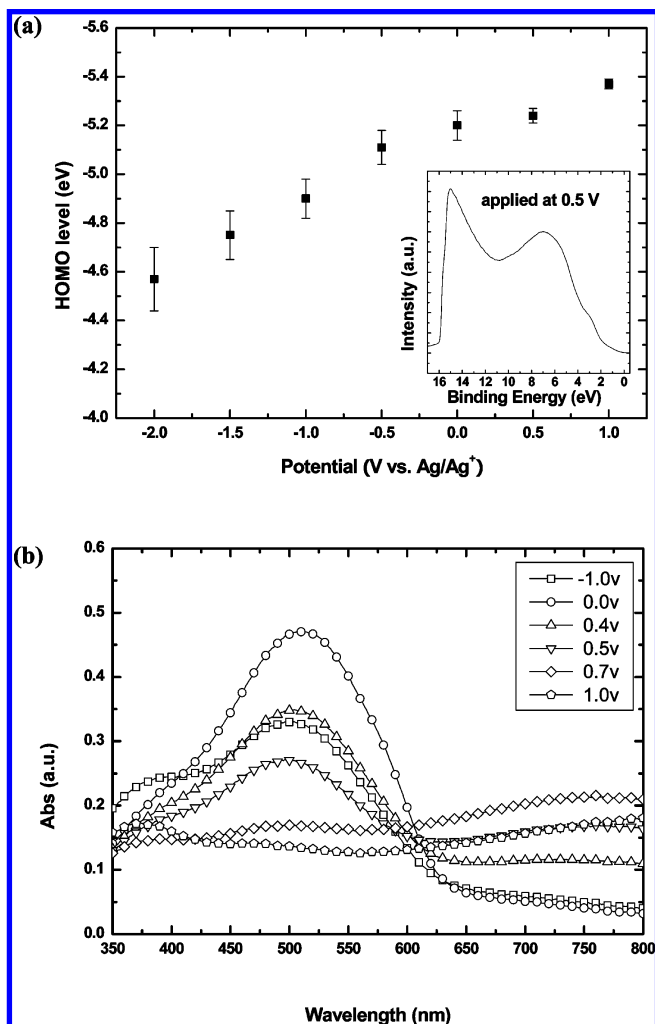 (a)
-5.6
-5.4
-5.2
-5.0
-4.8
-4.6
-4.4
-4.2
-4.0
HOMO level (eV)
applied at 0.5 V
Intensity (a.u.)
16 14 12 10 8 6 4 2 0
Binding Energy (eV)
-2.0 -1.5 -1.0 -0.5 0.0 0.5 1.0
Potential (V vs. Ag/Ag⁺)
(b)
0.6
0.5
0.4
0.3
0.2
0.1
0.0
Abs (a.u.)
-1.0v
0.0v
0.4v
0.5v
0.7v
1.0v
350 400 450 500 550 600 650 700 750 800
Wavelength (nm)